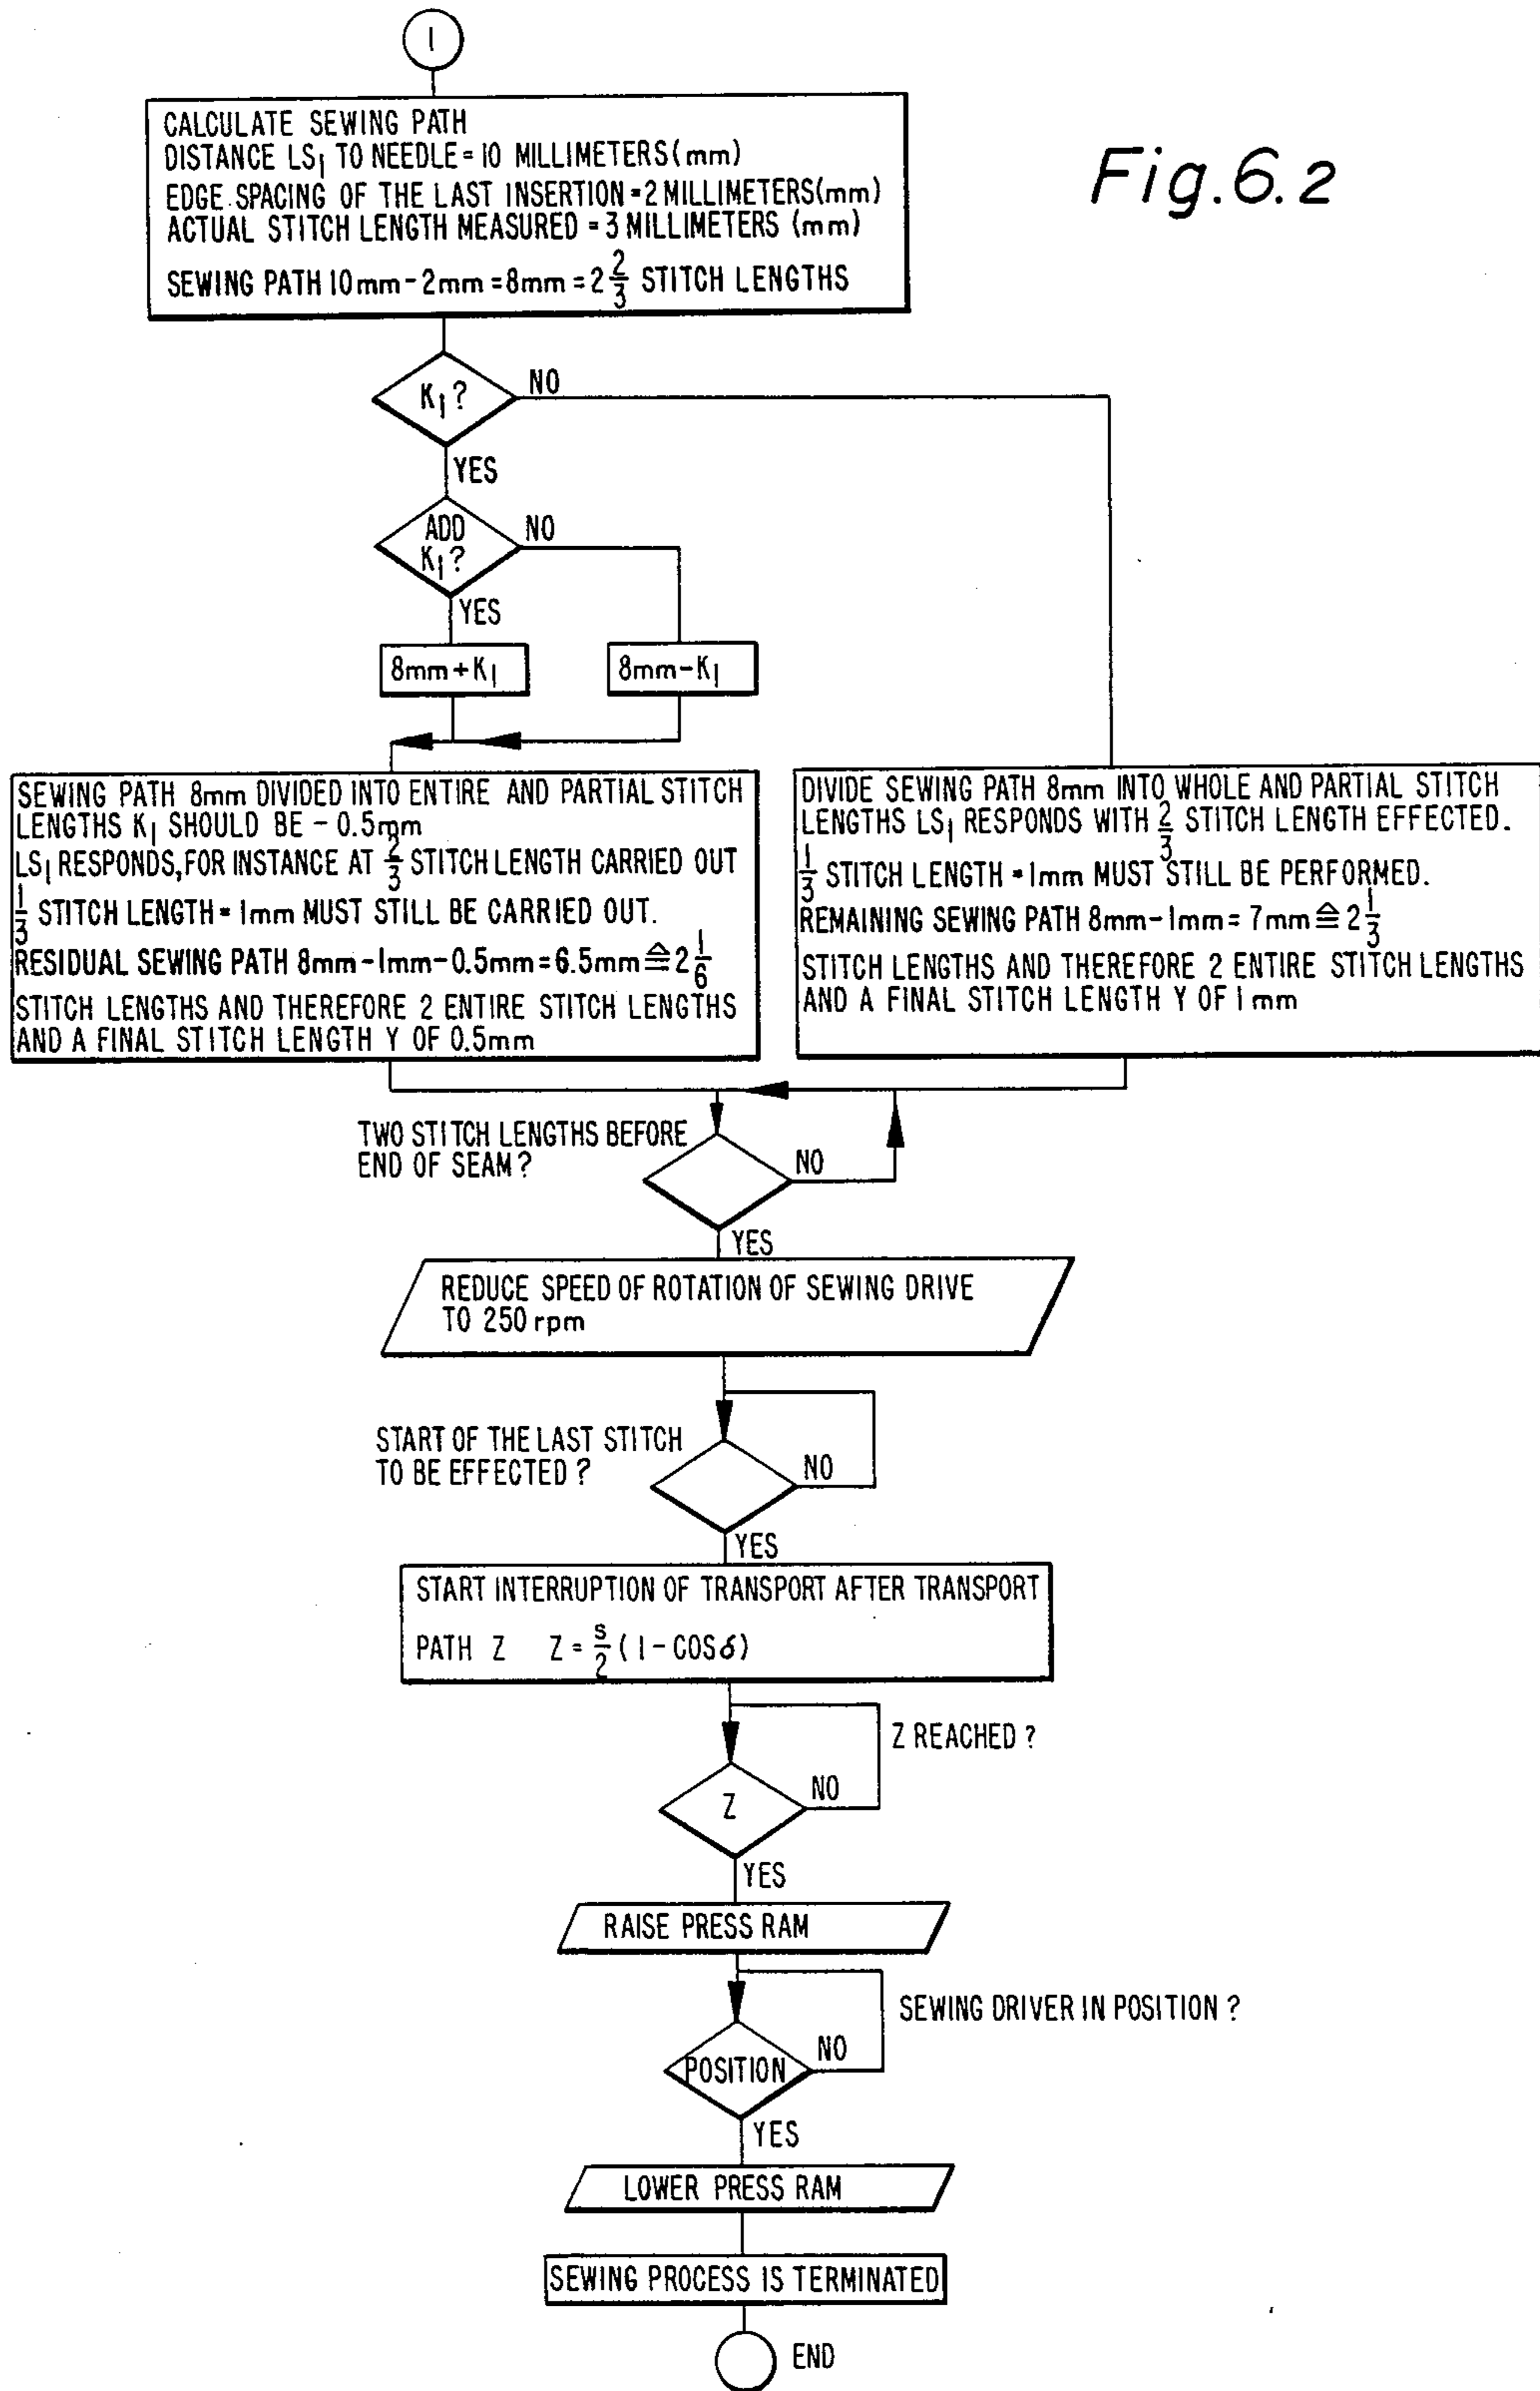 1
Fig. 6.2
CALCULATE SEWING PATH
DISTANCE LS₁ TO NEEDLE = 10 MILLIMETERS (mm)
EDGE SPACING OF THE LAST INSERTION = 2 MILLIMETERS (mm)
ACTUAL STITCH LENGTH MEASURED = 3 MILLIMETERS (mm)
SEWING PATH 10mm - 2mm = 8mm = 2 2/3 STITCH LENGTHS
K₁?
NO
YES
ADD
K₁?
NO
YES
8mm + K₁
8mm - K₁
SEWING PATH 8mm DIVIDED INTO ENTIRE AND PARTIAL STITCH
LENGTHS K₁ SHOULD BE - 0.5mm
LS₁ RESPONDS, FOR INSTANCE AT 2/3 STITCH LENGTH CARRIED OUT
1/3 STITCH LENGTH = 1mm MUST STILL BE CARRIED OUT.
RESIDUAL SEWING PATH 8mm - 1mm - 0.5mm = 6.5mm ≙ 2 1/6
STITCH LENGTHS AND THEREFORE 2 ENTIRE STITCH LENGTHS
AND A FINAL STITCH LENGTH Y OF 0.5mm
DIVIDE SEWING PATH 8mm INTO WHOLE AND PARTIAL STITCH
LENGTHS LS₁ RESPONDS WITH 2/3 STITCH LENGTH EFFECTED.
1/3 STITCH LENGTH = 1mm MUST STILL BE PERFORMED.
REMAINING SEWING PATH 8mm - 1mm = 7mm ≙ 2 1/3
STITCH LENGTHS AND THEREFORE 2 ENTIRE STITCH LENGTHS
AND A FINAL STITCH LENGTH Y OF 1 mm
TWO STITCH LENGTHS BEFORE
END OF SEAM?
NO
YES
REDUCE SPEED OF ROTATION OF SEWING DRIVE
TO 250 rpm
START OF THE LAST STITCH
TO BE EFFECTED?
NO
YES
START INTERRUPTION OF TRANSPORT AFTER TRANSPORT
PATH Z Z = s/2 (1 - COS δ)
Z REACHED?
Z
NO
YES
RAISE PRESS RAM
SEWING DRIVER IN POSITION?
POSITION
NO
YES
LOWER PRESS RAM
SEWING PROCESS IS TERMINATED
END